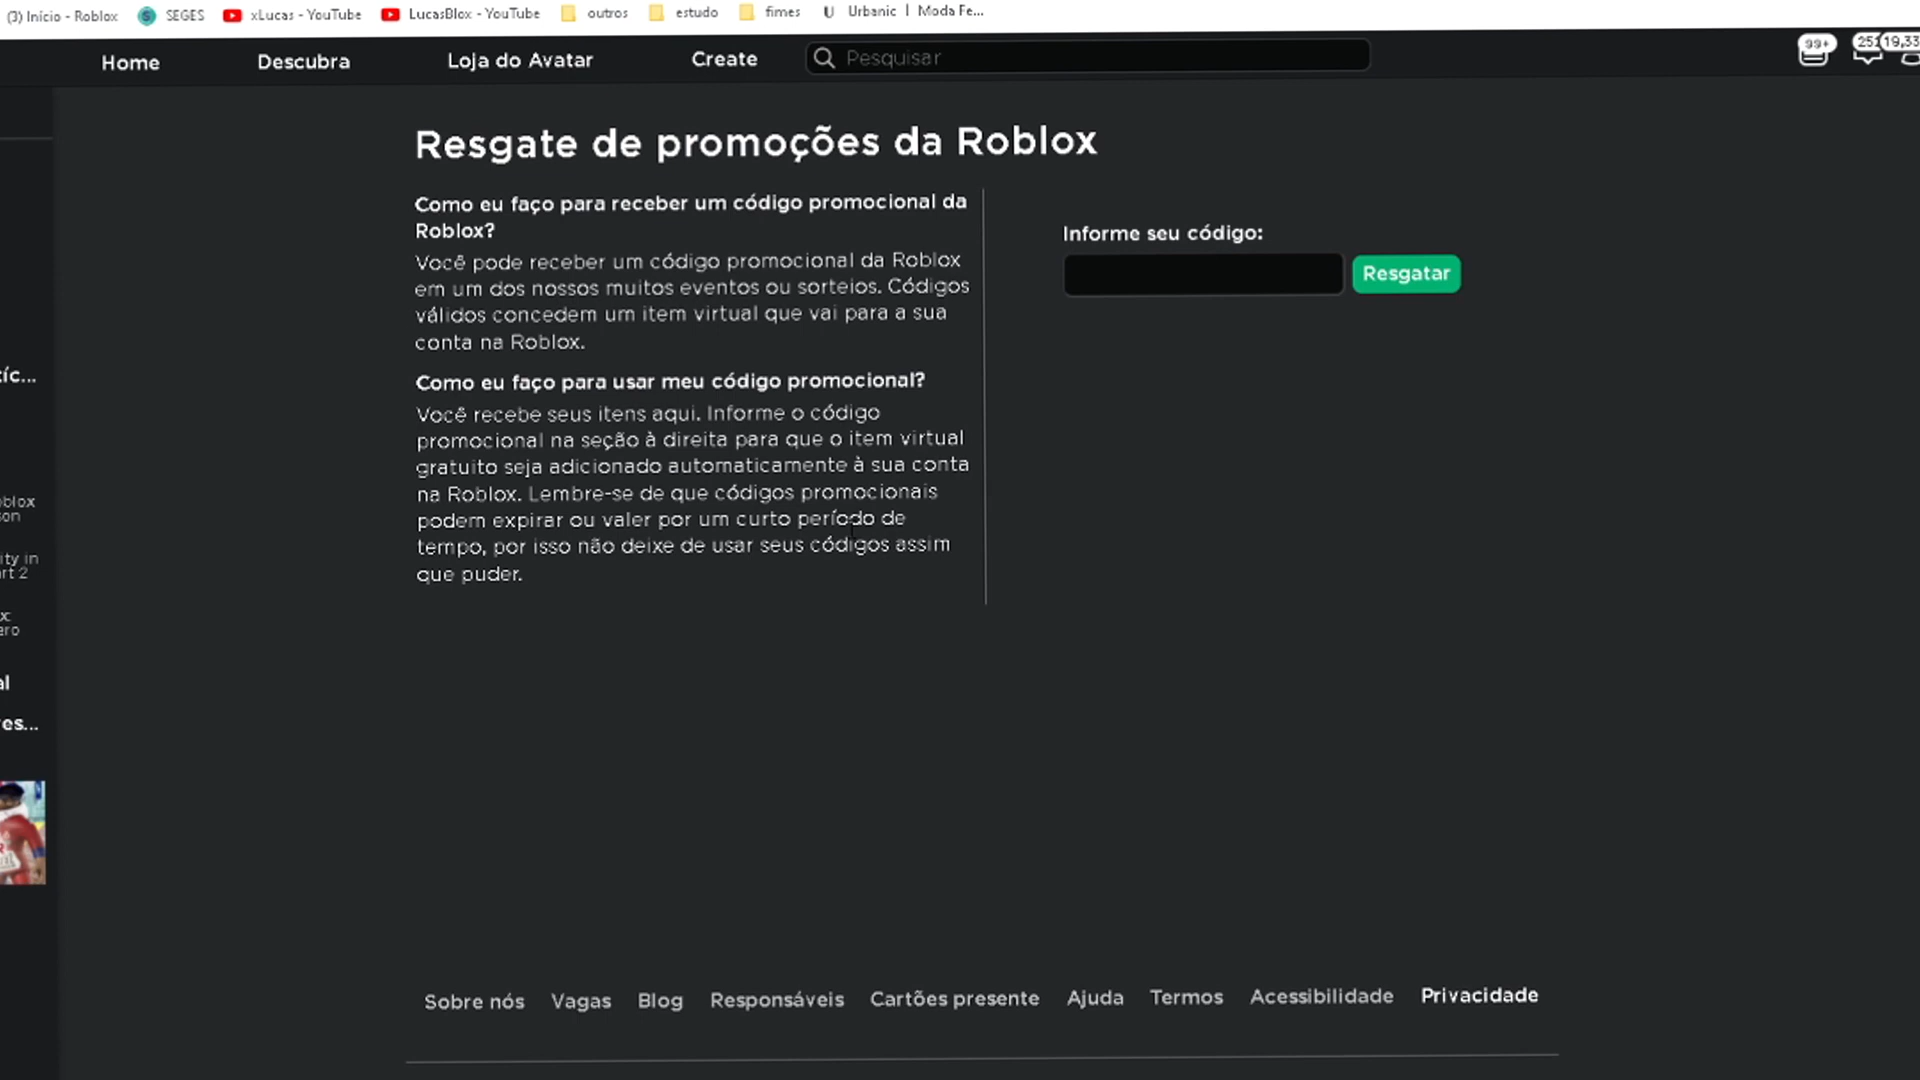 (3) Início - Roblox SEGES xLucas - YouTube LucasBlox - YouTube outros estudo fimes Urbanic | Moda Fe...
Home Descubra Loja do Avatar Create Pesquisar 99+
Resgate de promoções da Roblox
Como eu faço para receber um código promocional da
Roblox?
Você pode receber um código promocional da Roblox
em um dos nossos muitos eventos ou sorteios. Códigos
válidos concedem um item virtual que vai para a sua
conta na Roblox.
Como eu faço para usar meu código promocional?
Você recebe seus itens aqui. Informe o código
promocional na seção à direita para que o item virtual
gratuito seja adicionado automaticamente à sua conta
na Roblox. Lembre-se de que códigos promocionais
podem expirar ou valer por um curto período de
tempo, por isso não deixe de usar seus códigos assim
que puder.
Informe seu código:
Resgatar
Sobre nós Vagas Blog Responsáveis Cartões presente Ajuda Termos Acessibilidade Privacidade